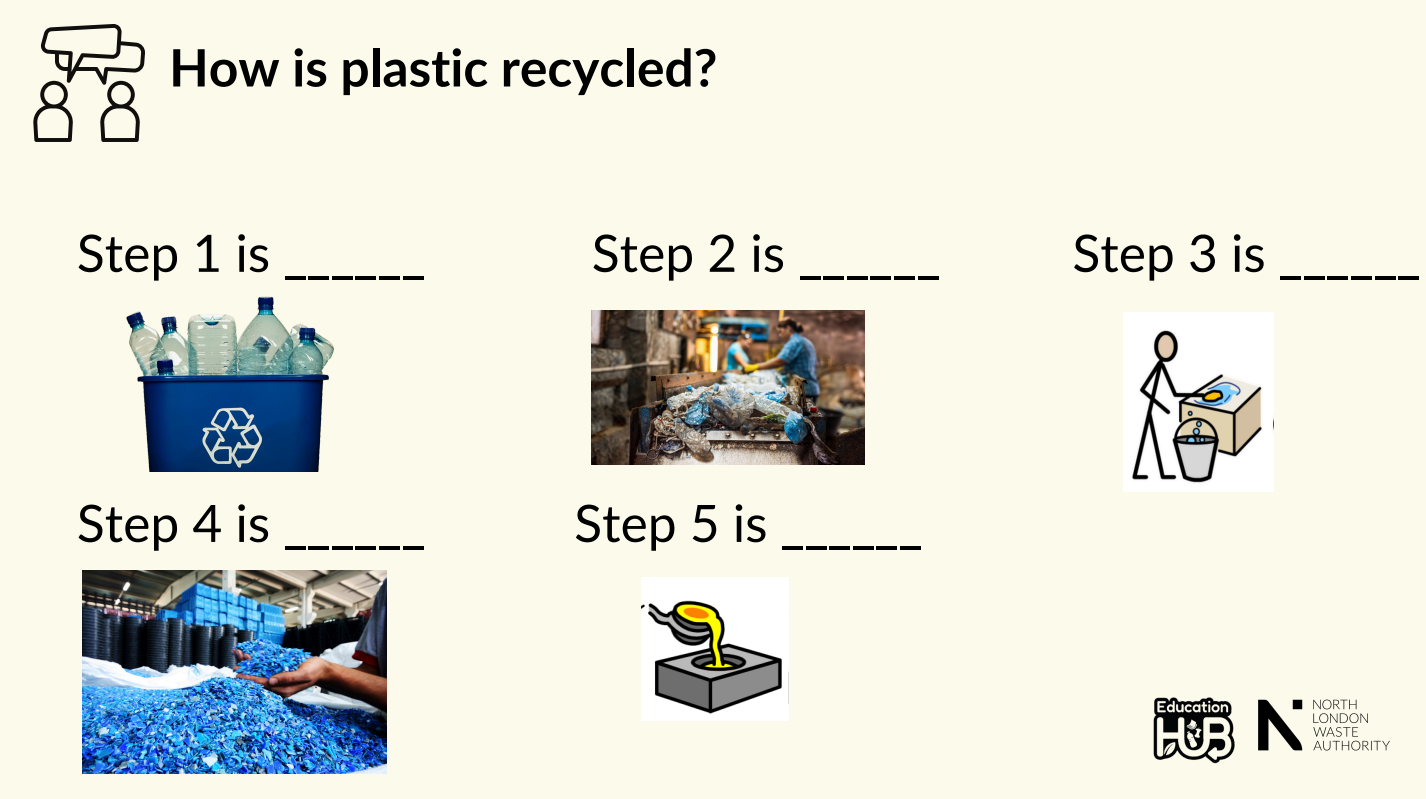 How is plastic recycled?
Step 1 is ______
Step 2 is ______
Step 3 is ______
Step 4 is ______
Step 5 is ______
Education
HUB
NORTH
LONDON
WASTE
AUTHORITY